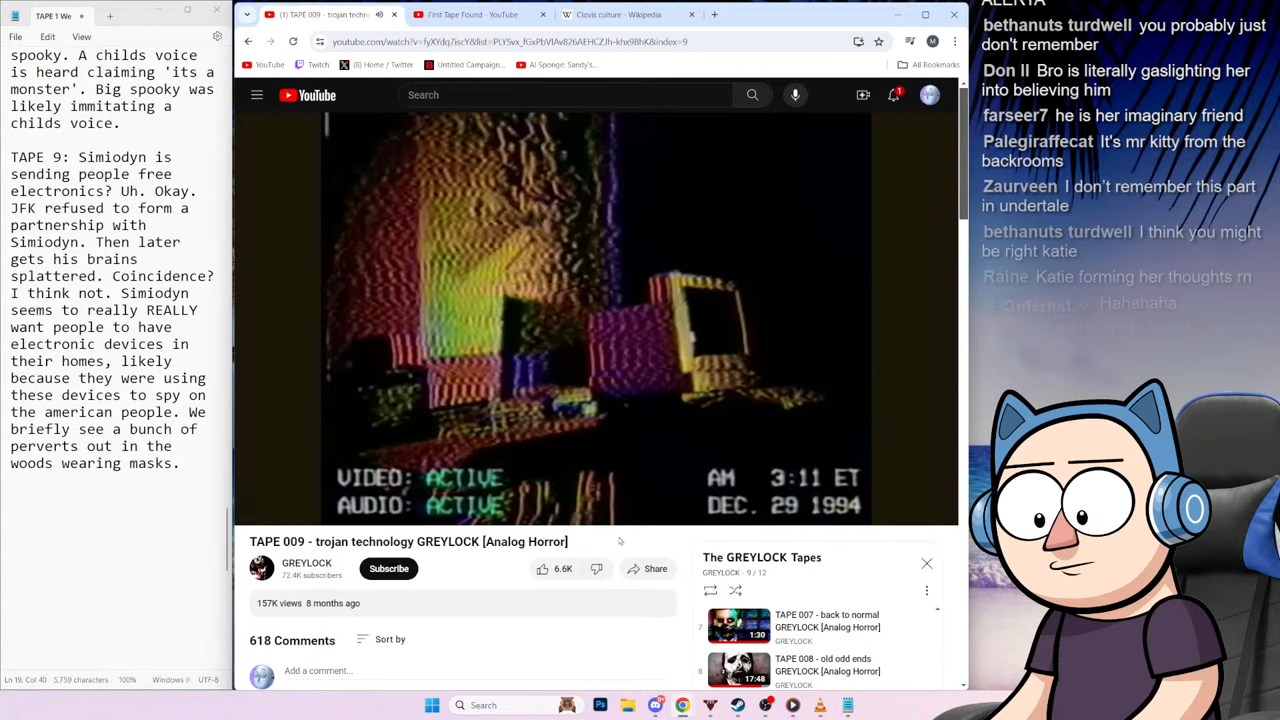 TAPE 1 We
File Edit View
spooky. A childs voice
is heard claiming 'its a
monster'. Big spooky was
likely immitating a
childs voice.
TAPE 9: Simiodyn is
sending people free
electronics? Uh. Okay.
JFK refused to form a
partnership with
Simiodyn. Then later
gets his brains
splattered. Coincidence?
I think not. Simiodyn
seems to really REALLY
want people to have
electronic devices in
their homes, likely
because they were using
these devices to spy on
the american people. We
briefly see a bunch of
perverts out in the
woods wearing masks.
Ln 19, Col 40 5,759 characters 100% Windows (
UTF-8
(1) TAPE 009 - trojan techn
First Tape Found - YouTube
Clovis culture - Wikipedia
youtube.com/watch?v=fyXYdq7iscY&list=PLYSvx_fGxPbVIAv826AEHCZJh-khx9BhK&index=9
M
YouTube
Twitch
(8) Home / Twitter
Untitled Campaign...
AI Sponge: Sandy's...
All Bookmarks
YouTube
Search
1
VIDEO: ACTIVE
AUDIO: ACTIVE
AM 3:11 ET
DEC. 29 1994
TAPE 009 - trojan technology GREYLOCK [Analog Horror]
GREYLOCK
72.4K subscribers
Subscribe
6.6K
Share
157K views 8 months ago
618 Comments
Sort by
Add a comment...
The GREYLOCK Tapes
GREYLOCK - 9 / 12
7
1:30
TAPE 007 - back to normal
GREYLOCK [Analog Horror]
GREYLOCK
8
17:48
TAPE 008 - old odd ends
GREYLOCK [Analog Horror]
GREYLOCK
Search
Ps
bethanuts turdwell you probably just
don't remember
Don II Bro is literally gaslighting her
into believing him
farseer7 he is her imaginary friend
Palegiraffecat It's mr kitty from the
backrooms
Zaurveen I don't remember this part
in undertale
bethanuts turdwell I think you might
be right katie
Raine Katie forming her thoughts rn
Hahahaha